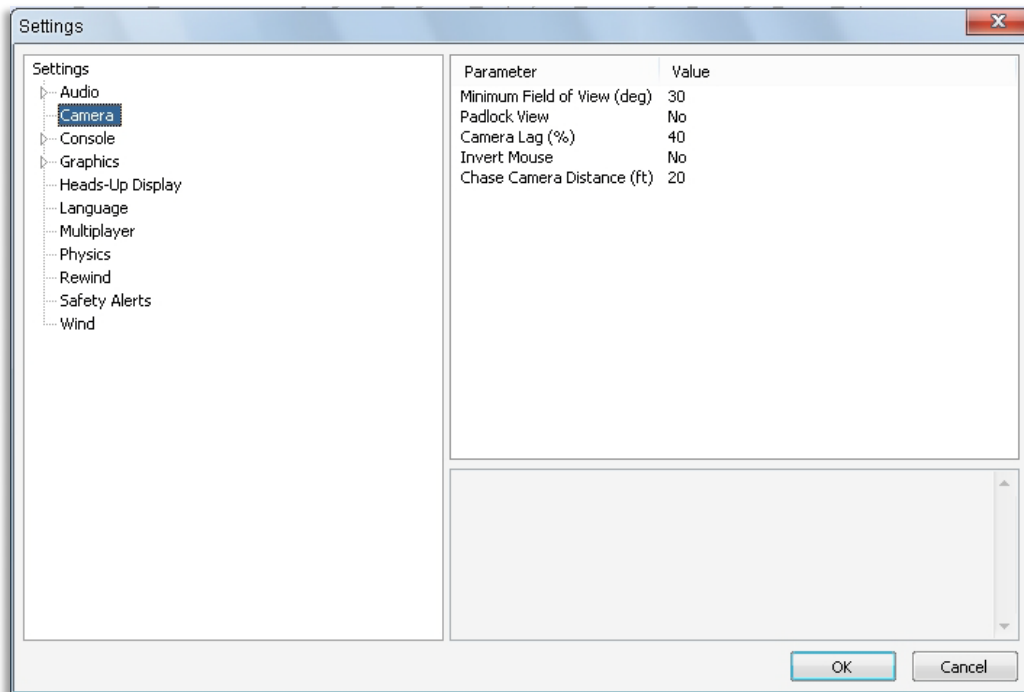 Settings
Settings
Audio
Camera
Console
Graphics
Heads-Up Display
Language
Multiplayer
Physics
Rewind
Safety Alerts
Wind
Parameter Value
Minimum Field of View (deg) 30
Padlock View No
Camera Lag (%) 40
Invert Mouse No
Chase Camera Distance (ft) 20
OK Cancel